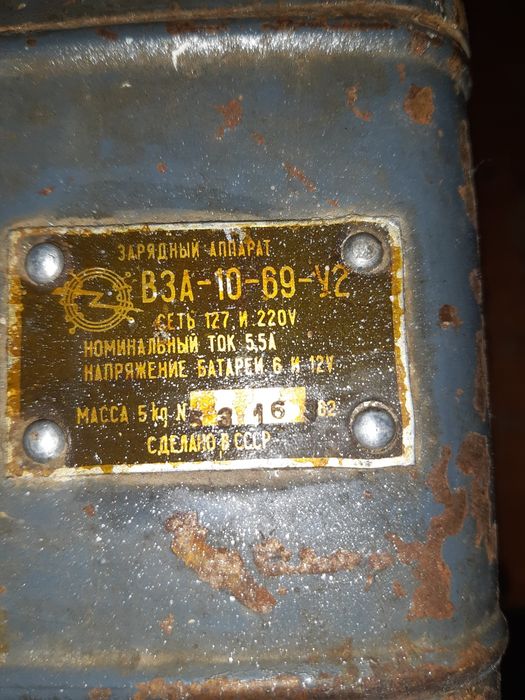 ЗАРЯДНЫЙ АППАРАТ
ВЗА-10-69-У2
СЕТЬ 127 И 220V
НОМИНАЛЬНЫЙ ТОК 5,5А
НАПРЯЖЕНИЕ БАТАРЕИ 6 И 12V
МАССА 5 kg N 82
СДЕЛАНО В СССР